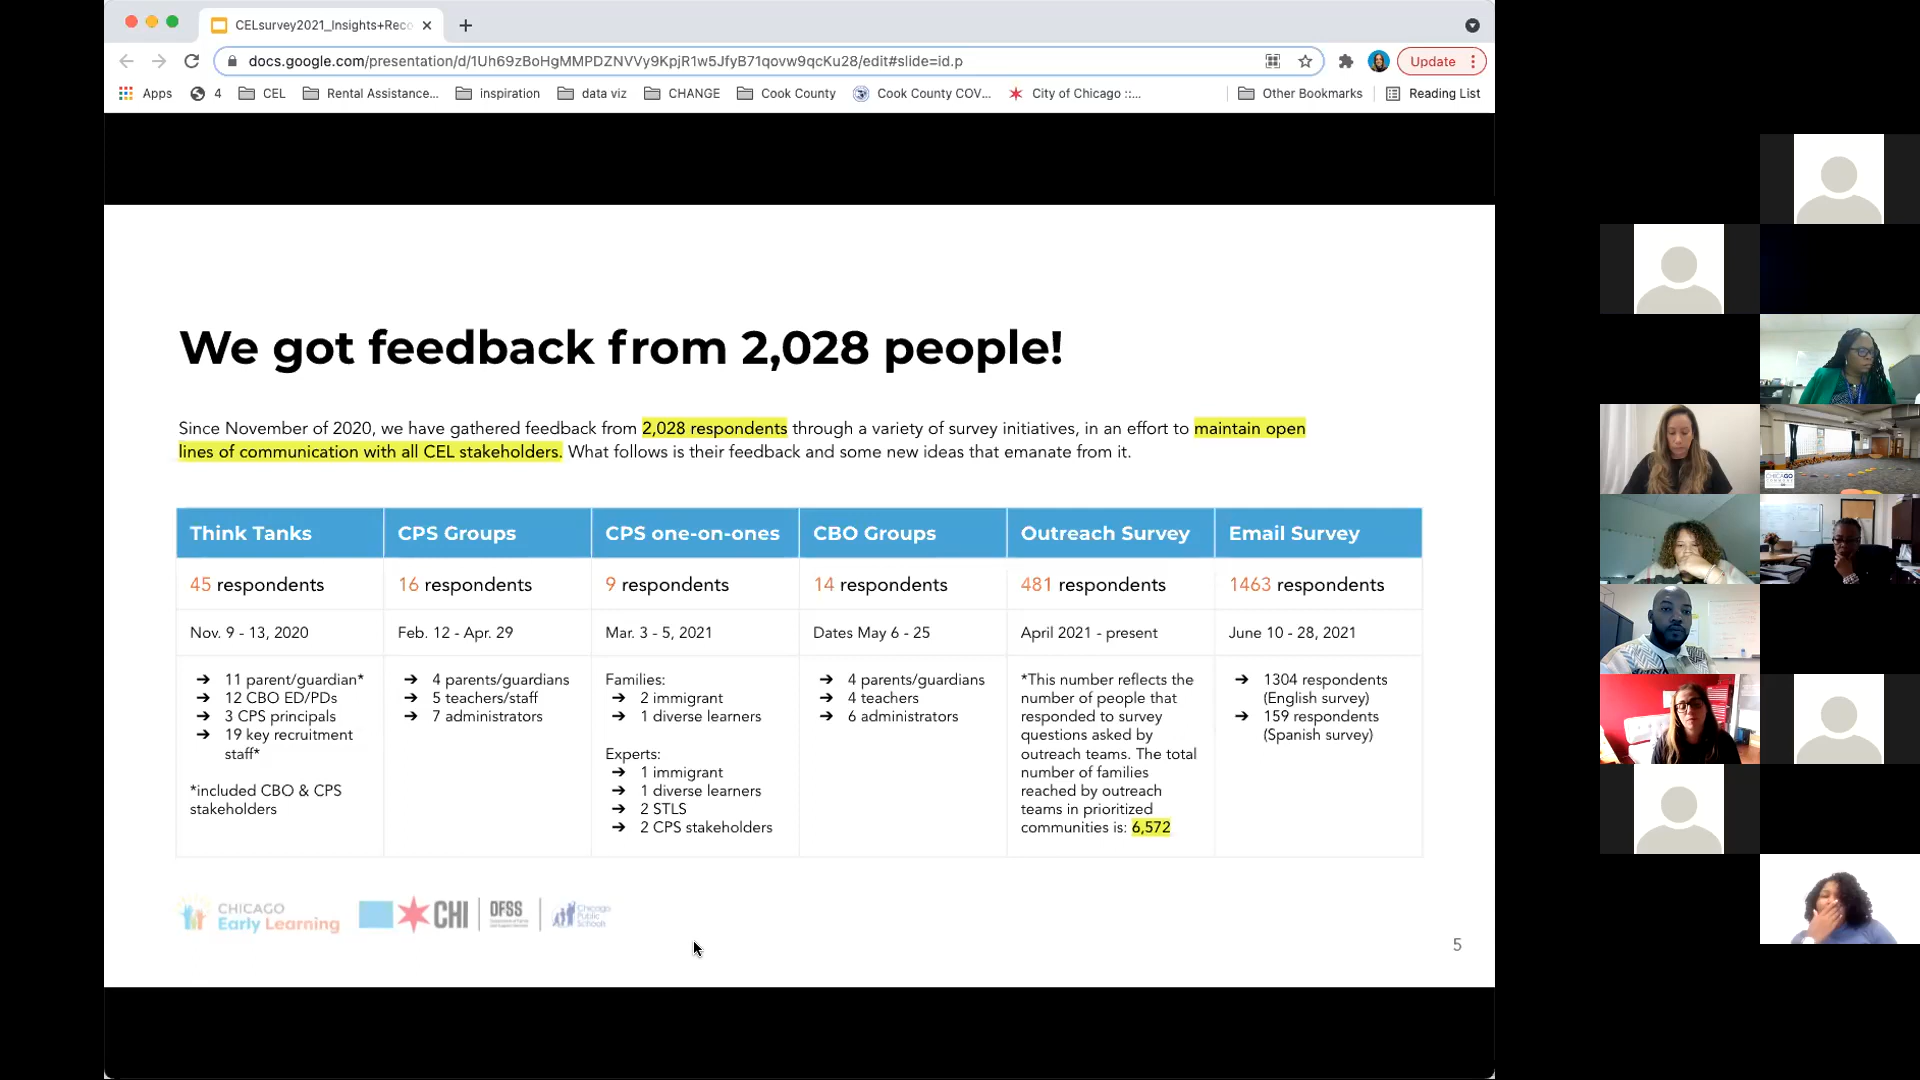 CELsurvey2021_Insights+Reco
docs.google.com/presentation/d/1Uh69zBoHgMMPDZNVVy9KpjR1w5JfyB71qovw9qcKu28/edit#slide=id.p
Update
Apps
4
CEL
Rental Assistance...
inspiration
data viz
CHANGE
Cook County
Cook County COV...
City of Chicago ::...
Other Bookmarks
Reading List
We got feedback from 2,028 people!
Since November of 2020, we have gathered feedback from 2,028 respondents through a variety of survey initiatives, in an effort to maintain open
lines of communication with all CEL stakeholders. What follows is their feedback and some new ideas that emanate from it.
Think Tanks
CPS Groups
CPS one-on-ones
CBO Groups
Outreach Survey
Email Survey
45 respondents
16 respondents
9 respondents
14 respondents
481 respondents
1463 respondents
Nov. 9 - 13, 2020
Feb. 12 - Apr. 29
Mar. 3 - 5, 2021
Dates May 6 - 25
April 2021 - present
June 10 - 28, 2021
➔ 11 parent/guardian*
➔ 12 CBO ED/PDs
➔ 3 CPS principals
➔ 19 key recruitment
staff*
*included CBO & CPS
stakeholders
➔ 4 parents/guardians
➔ 5 teachers/staff
➔ 7 administrators
Families:
➔ 2 immigrant
➔ 1 diverse learners
Experts:
➔ 1 immigrant
➔ 1 diverse learners
➔ 2 STLS
➔ 2 CPS stakeholders
➔ 4 parents/guardians
➔ 4 teachers
➔ 6 administrators
*This number reflects the
number of people that
responded to survey
questions asked by
outreach teams. The total
number of families
reached by outreach
teams in prioritized
communities is: 6,572
➔ 1304 respondents
(English survey)
➔ 159 respondents
(Spanish survey)
CHICAGO
Early Learning
CHI
DFSS
Chicago
Public
Schools
5
CHICAGO